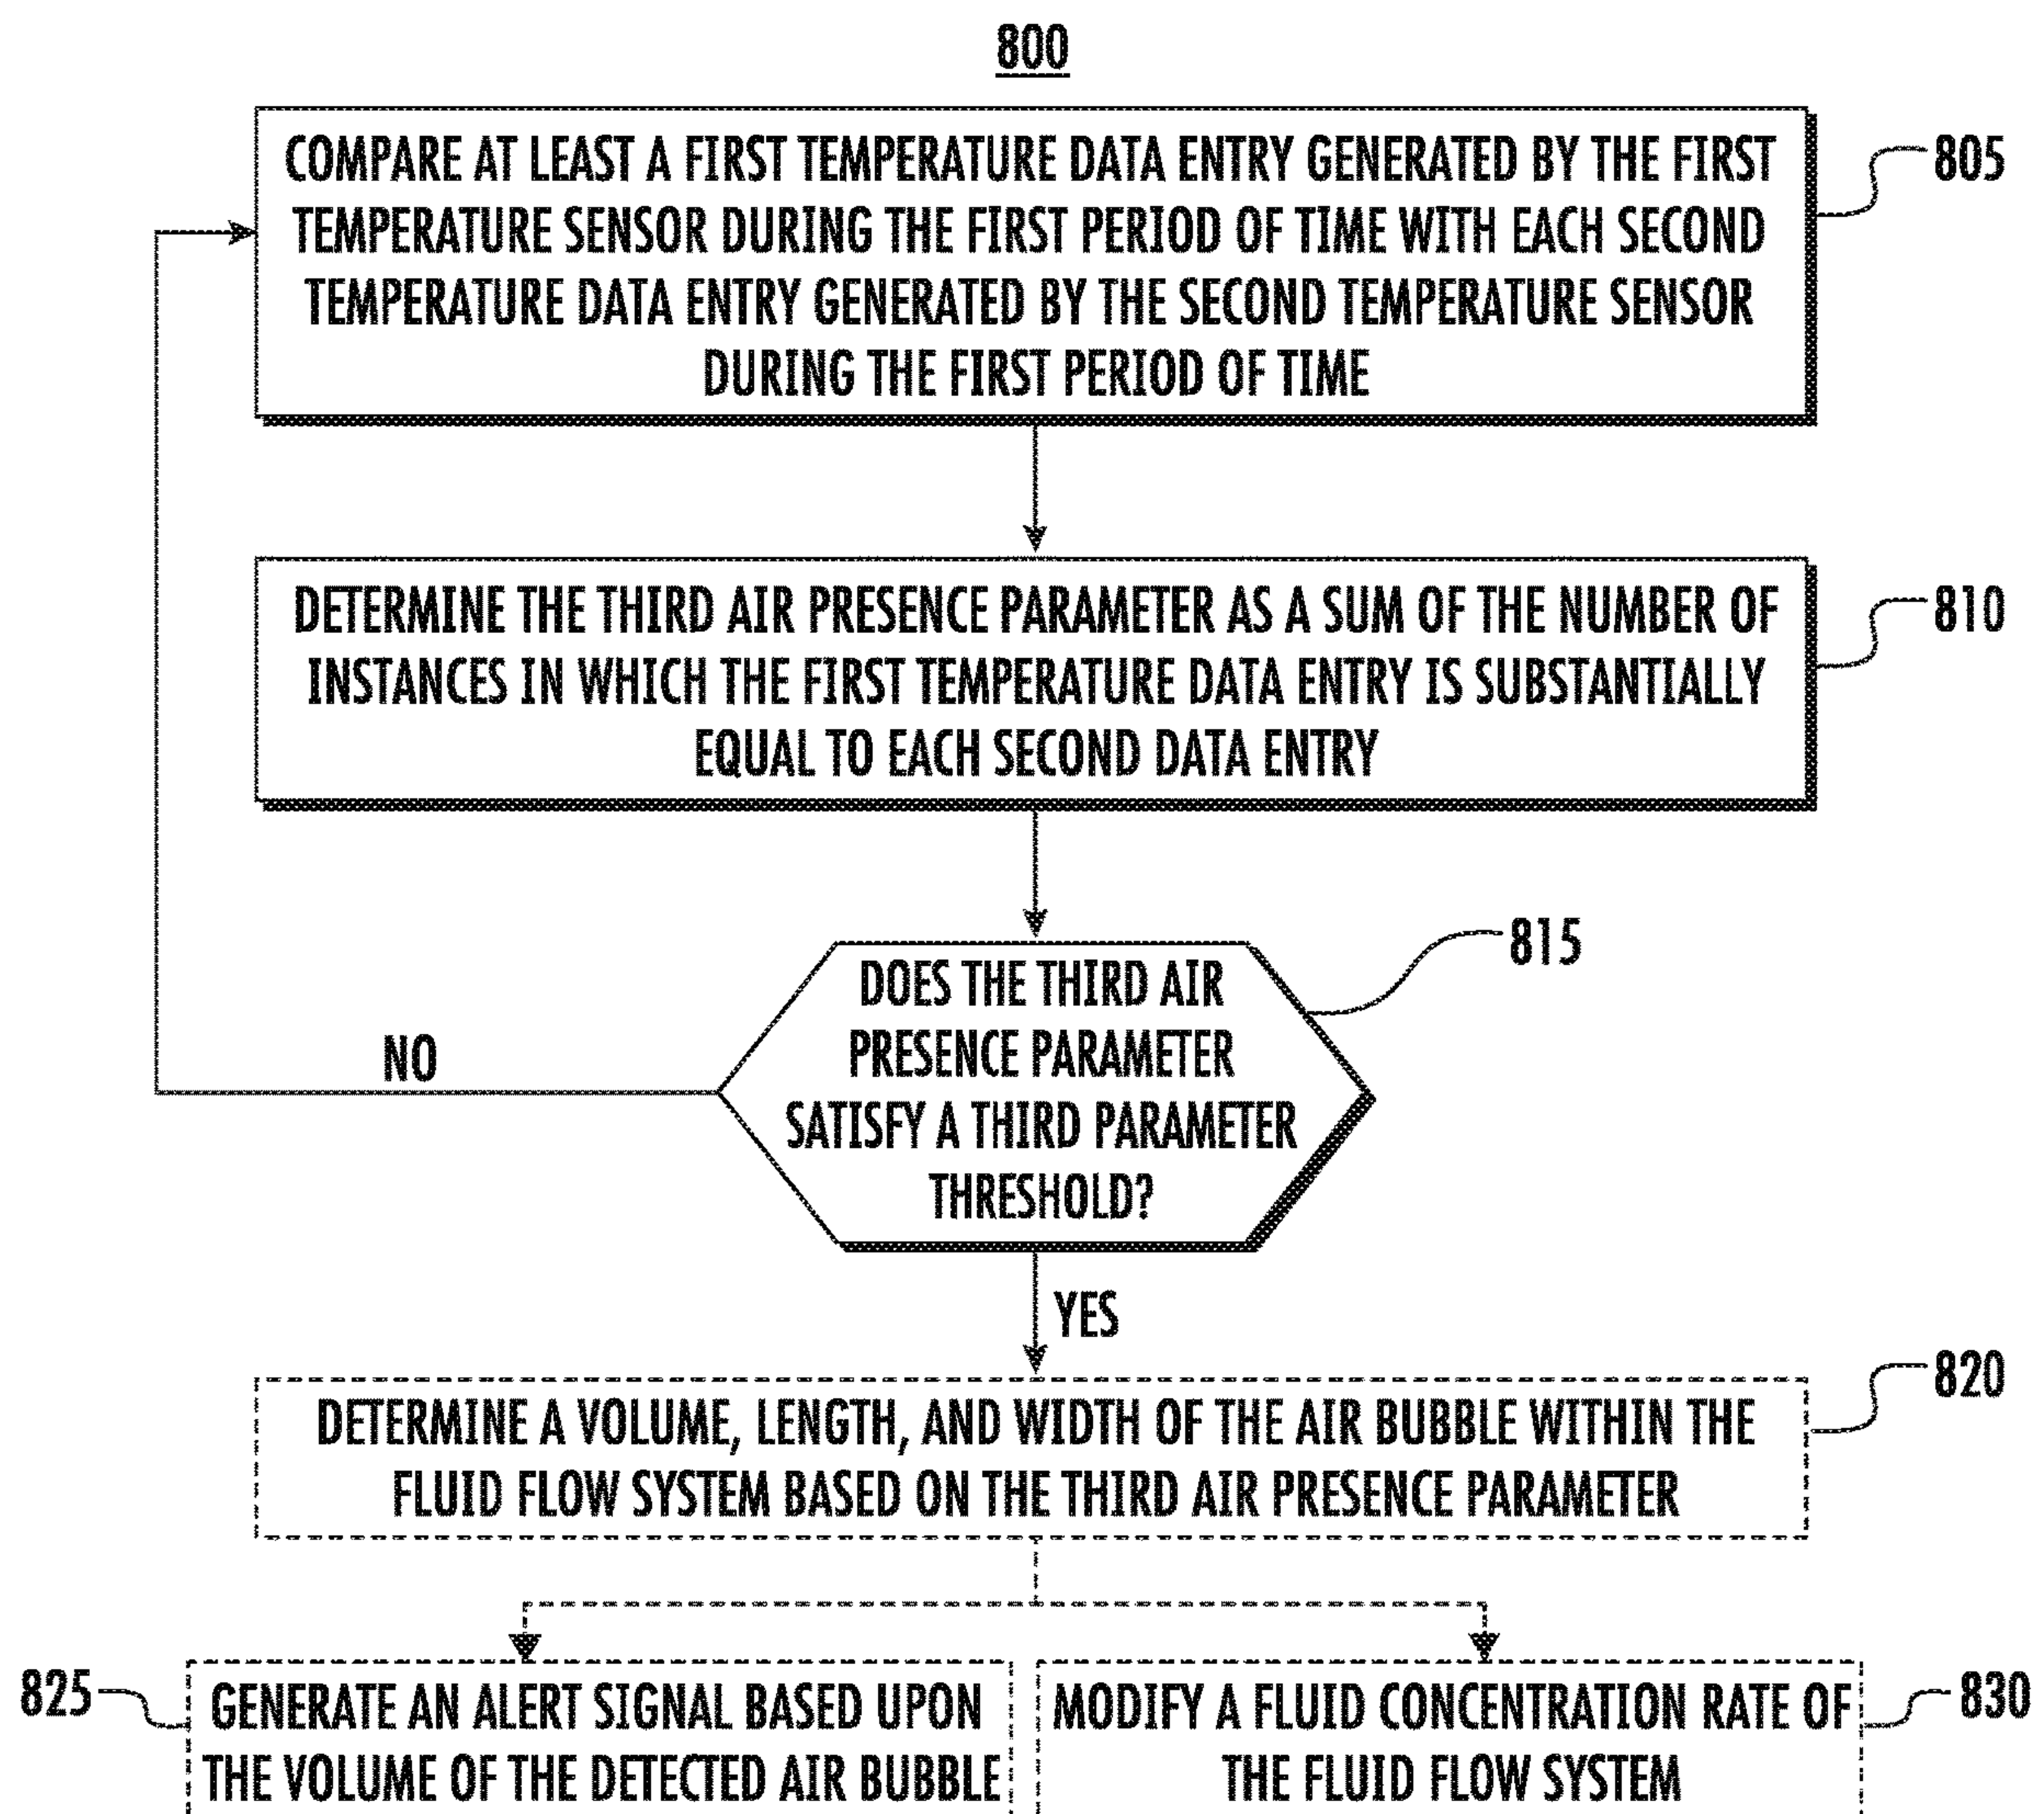 800
COMPARE AT LEAST A FIRST TEMPERATURE DATA ENTRY GENERATED BY THE FIRST
TEMPERATURE SENSOR DURING THE FIRST PERIOD OF TIME WITH EACH SECOND
TEMPERATURE DATA ENTRY GENERATED BY THE SECOND TEMPERATURE SENSOR
DURING THE FIRST PERIOD OF TIME
805
DETERMINE THE THIRD AIR PRESENCE PARAMETER AS A SUM OF THE NUMBER OF
INSTANCES IN WHICH THE FIRST TEMPERATURE DATA ENTRY IS SUBSTANTIALLY
EQUAL TO EACH SECOND DATA ENTRY
810
DOES THE THIRD AIR
PRESENCE PARAMETER
SATISFY A THIRD PARAMETER
THRESHOLD?
815
NO
YES
DETERMINE A VOLUME, LENGTH, AND WIDTH OF THE AIR BUBBLE WITHIN THE
FLUID FLOW SYSTEM BASED ON THE THIRD AIR PRESENCE PARAMETER
820
825
GENERATE AN ALERT SIGNAL BASED UPON
THE VOLUME OF THE DETECTED AIR BUBBLE
MODIFY A FLUID CONCENTRATION RATE OF
THE FLUID FLOW SYSTEM
830